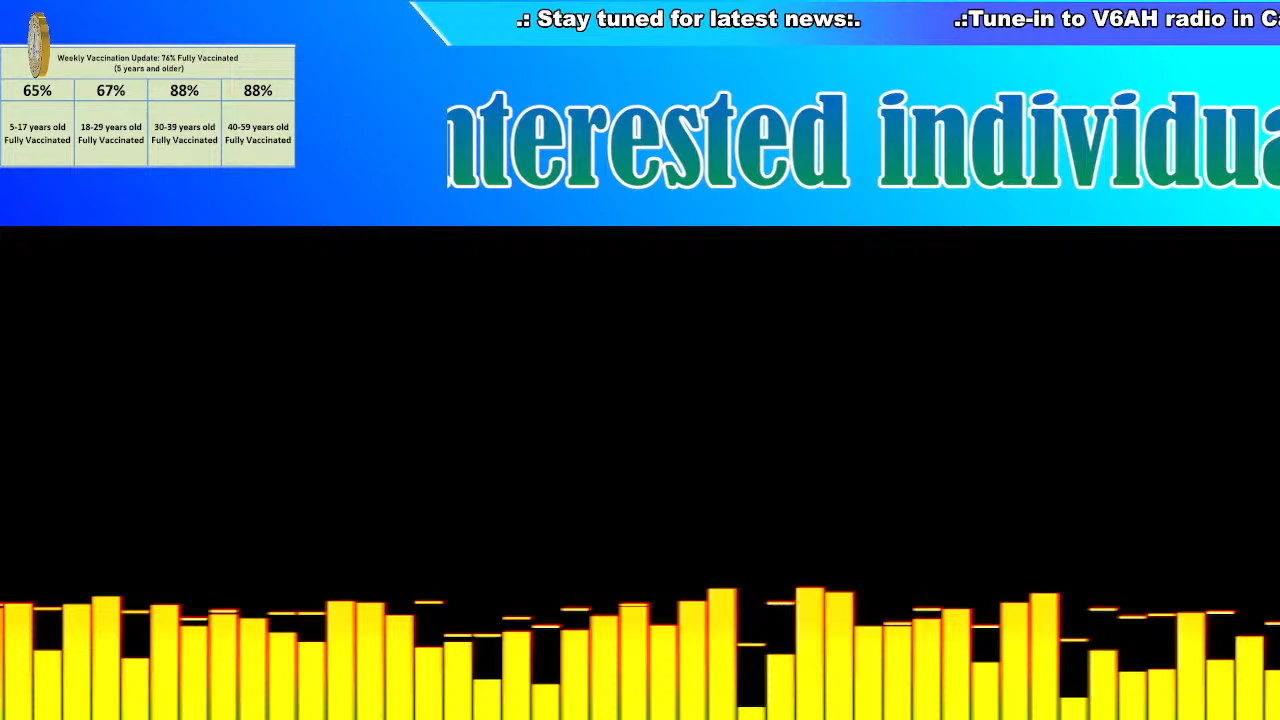 .: Stay tuned for latest news:.
.:Tune-in to V6AH radio in
Weekly Vaccination Update: 76% Fully Vaccinated
(5 years and older)
65% 67% 88% 88%
5-17 years old 18-29 years old 30-39 years old 40-59 years old
Fully Vaccinated Fully Vaccinated Fully Vaccinated Fully Vaccinated
nterested individua